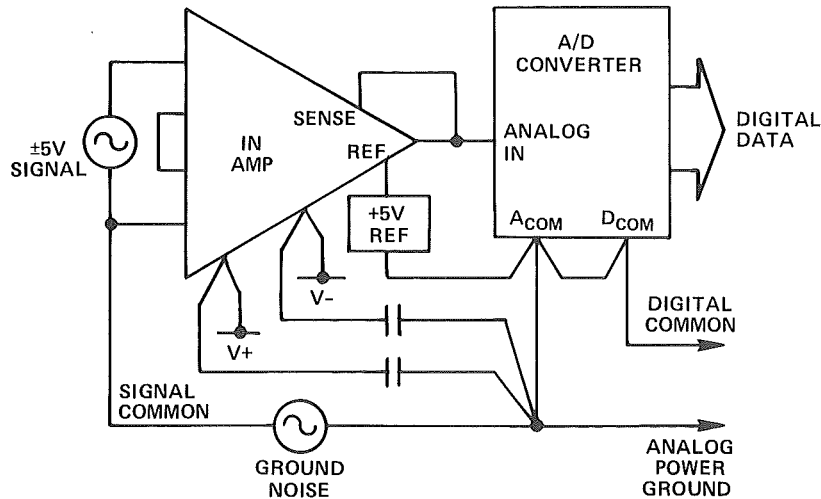 A/D
CONVERTER
SENSE
ANALOG
IN
DIGITAL
DATA
±5V
SIGNAL
IN
AMP
REF
+5V
REF
ACOM
DCOM
V–
V+
DIGITAL
COMMON
SIGNAL
COMMON
GROUND
NOISE
ANALOG
POWER
GROUND